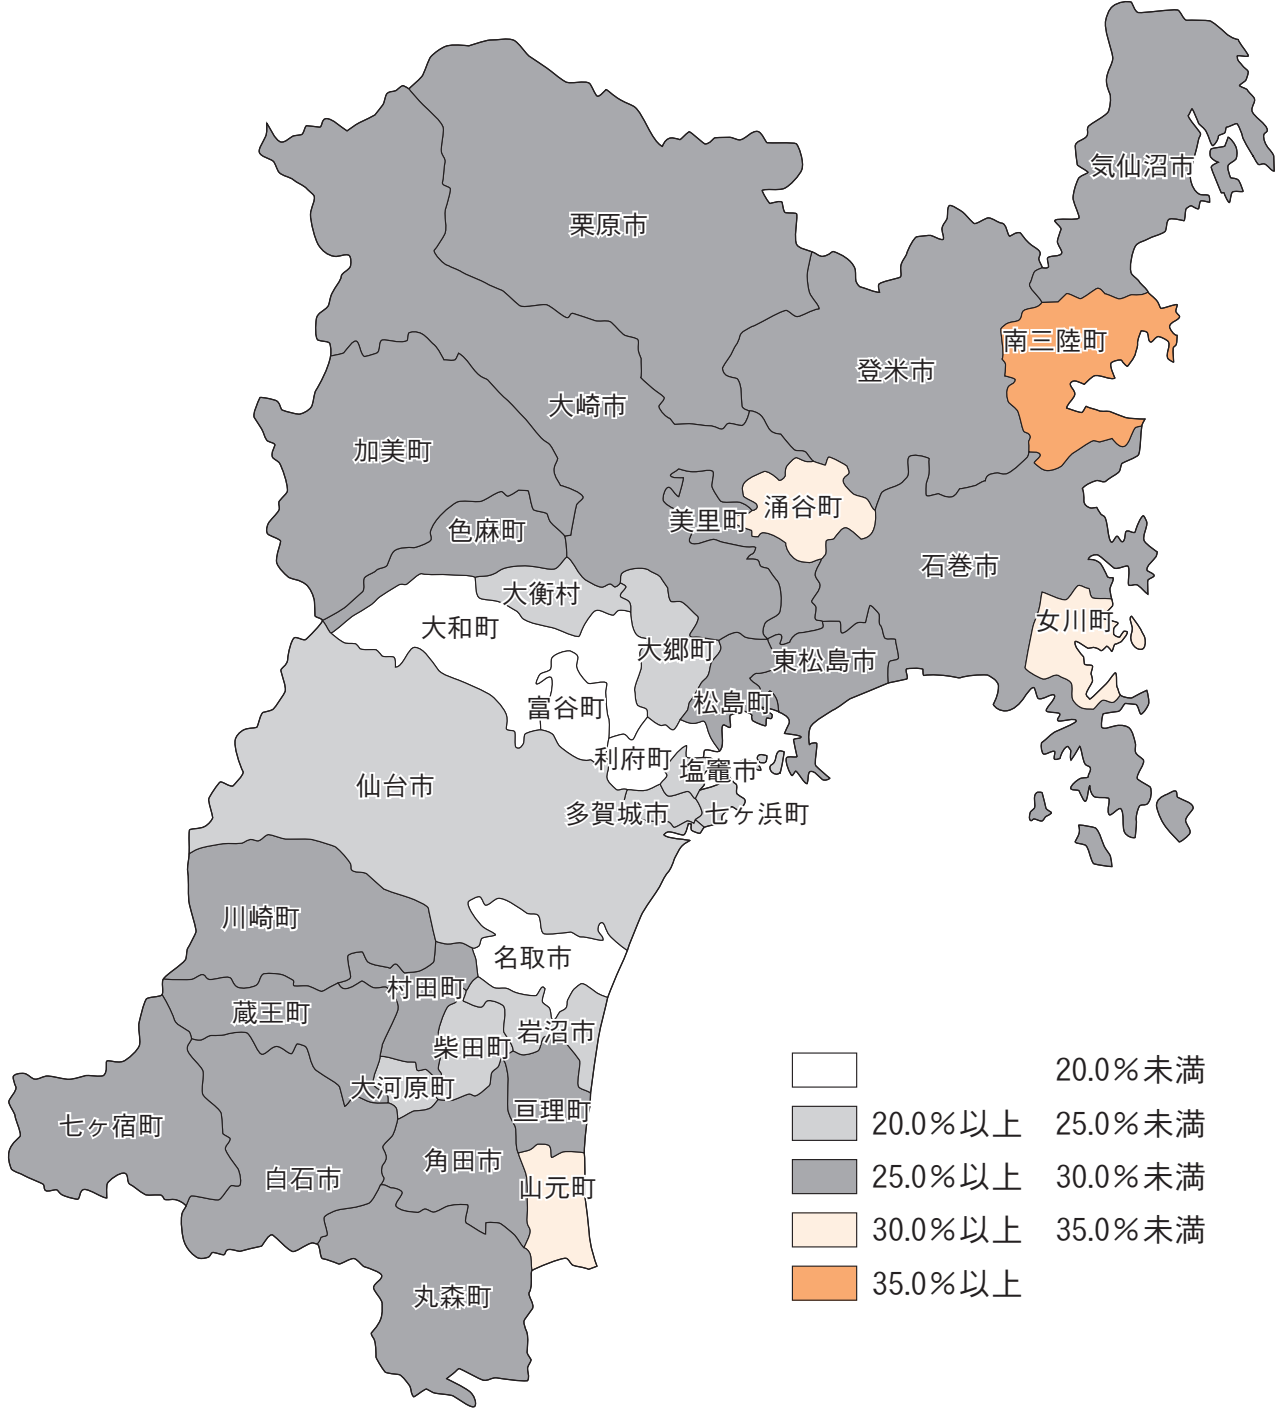 気仙沼市
栗原市
南三陸町
登米市
大崎市
加美町
涌谷町
美里町
色麻町
石巻市
大衡村
女川町
大和町
大郷町
東松島市
松島町
富谷町
利府町
塩竈市
仙台市
多賀城市
七ヶ浜町
川崎町
名取市
村田町
蔵王町
岩沼市
柴田町
大河原町
亘理町
七ヶ宿町
角田市
白石市
山元町
丸森町
20.0％未満
20.0％以上 25.0％未満
25.0％以上 30.0％未満
30.0％以上 35.0％未満
35.0％以上